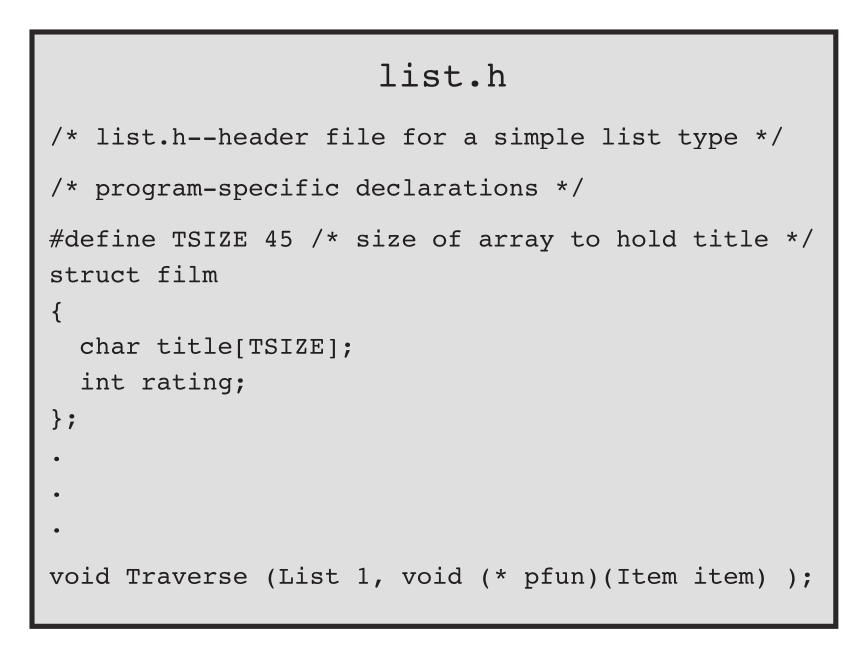 list.h
/* list.h--header file for a simple list type */
/* program-specific declarations */
#define TSIZE 45 /* size of array to hold title */
struct film
{
  char title[TSIZE];
  int rating;
};
.
.
.
void Traverse (List 1, void (* pfun)(Item item) );